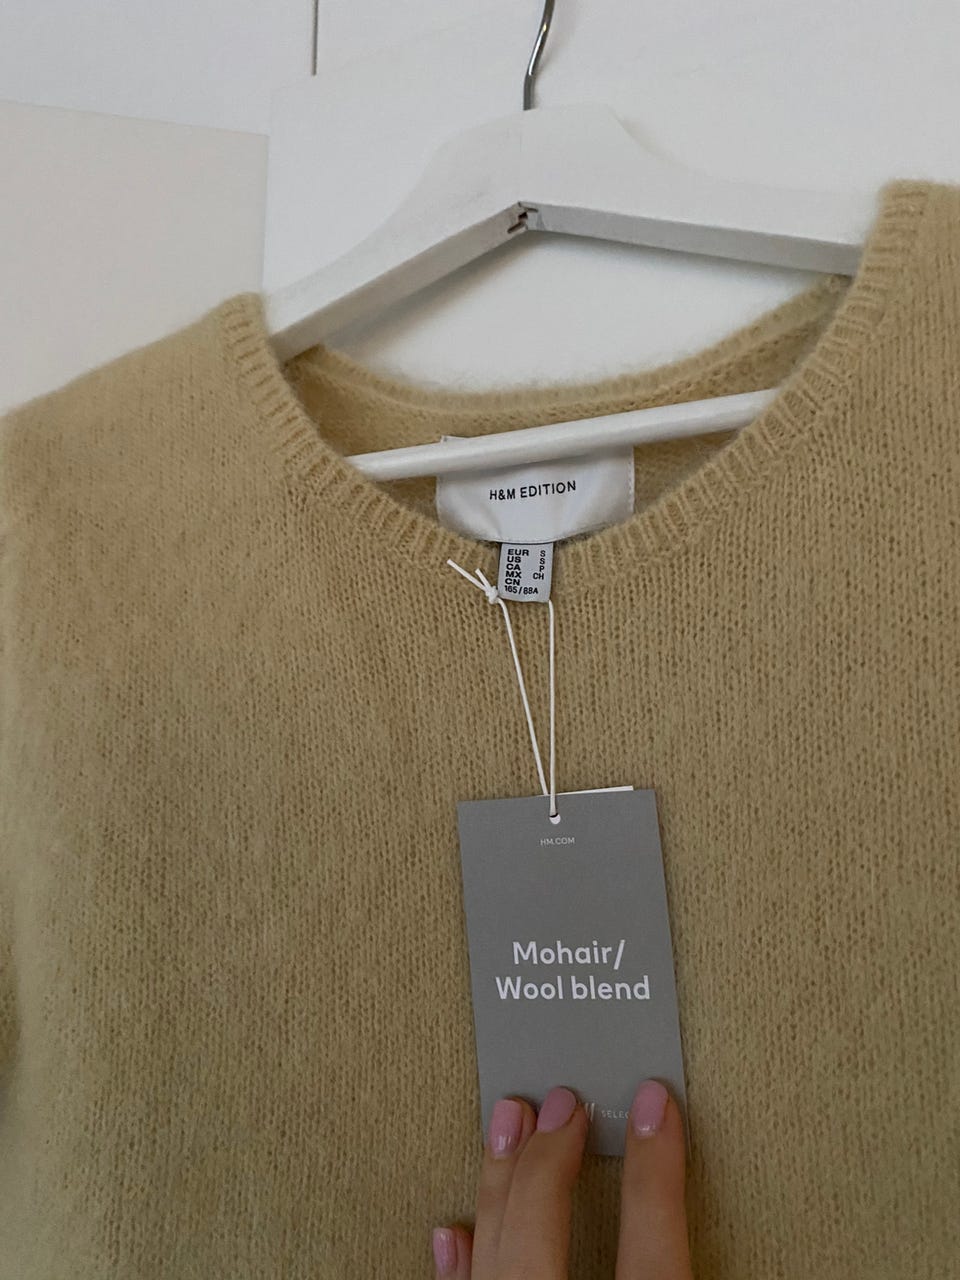 H&M EDITION
EUR S
US S
CA P
MX CH
CN
165/88A
HM.COM
Mohair/
Wool blend